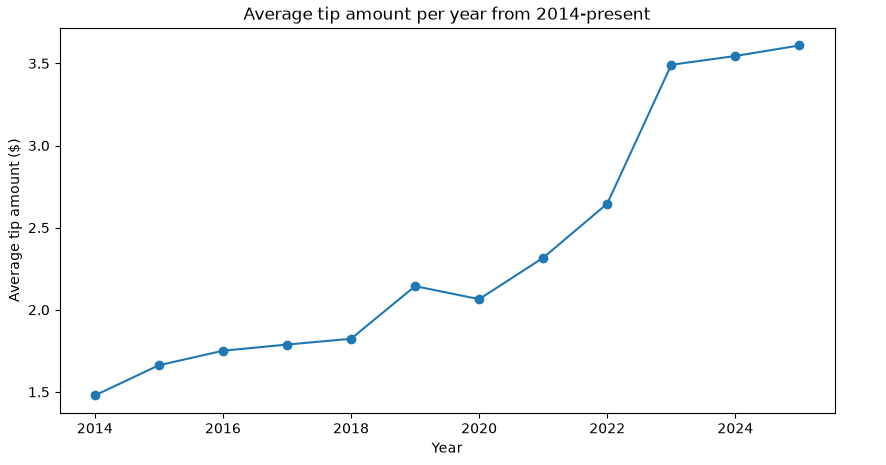 Average tip amount per year from 2014-present
Average tip amount ($)
3.5
3.0
2.5
2.0
1.5
2014 2016 2018 2020 2022 2024
Year